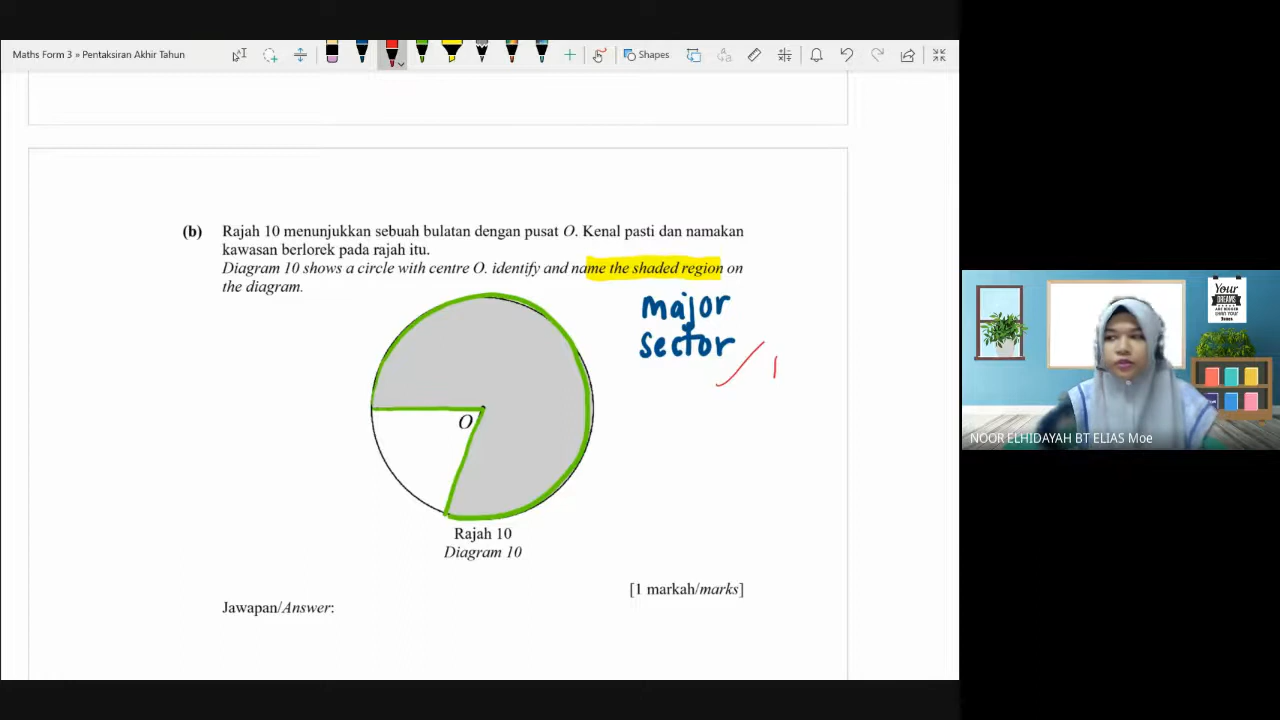 Maths Form 3 » Pentaksiran Akhir Tahun
Shapes
(b) Rajah 10 menunjukkan sebuah bulatan dengan pusat O. Kenal pasti dan namakan
kawasan berlorek pada rajah itu.
Diagram 10 shows a circle with centre O. identify and name the shaded region on
the diagram.
major
sector
/1
O
Rajah 10
Diagram 10
[1 markah/marks]
Jawapan/Answer:
Your
DREAMS
NOOR ELHIDAYAH BT ELIAS Moe